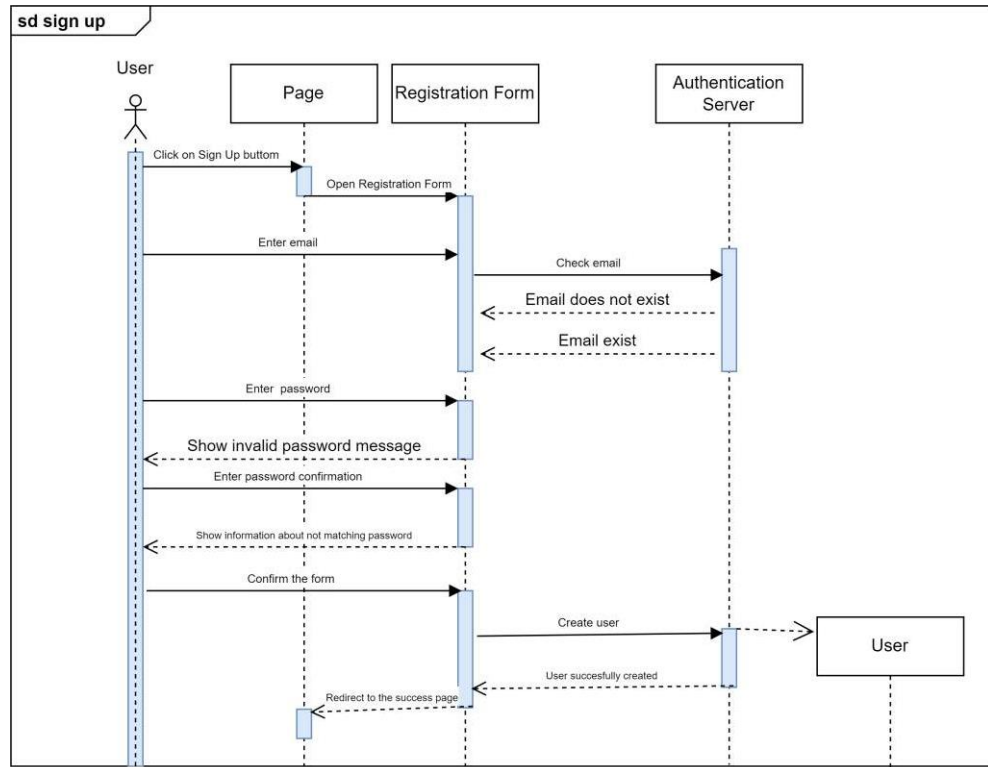 sd sign up
User
Page
Registration Form
Authentication
Server
Click on Sign Up buttom
Open Registration Form
Enter email
Check email
Email does not exist
Email exist
Enter password
Show invalid password message
Enter password confirmation
Show information about not matching password
Confirm the form
Create user
User
User succesfully created
Redirect to the success page